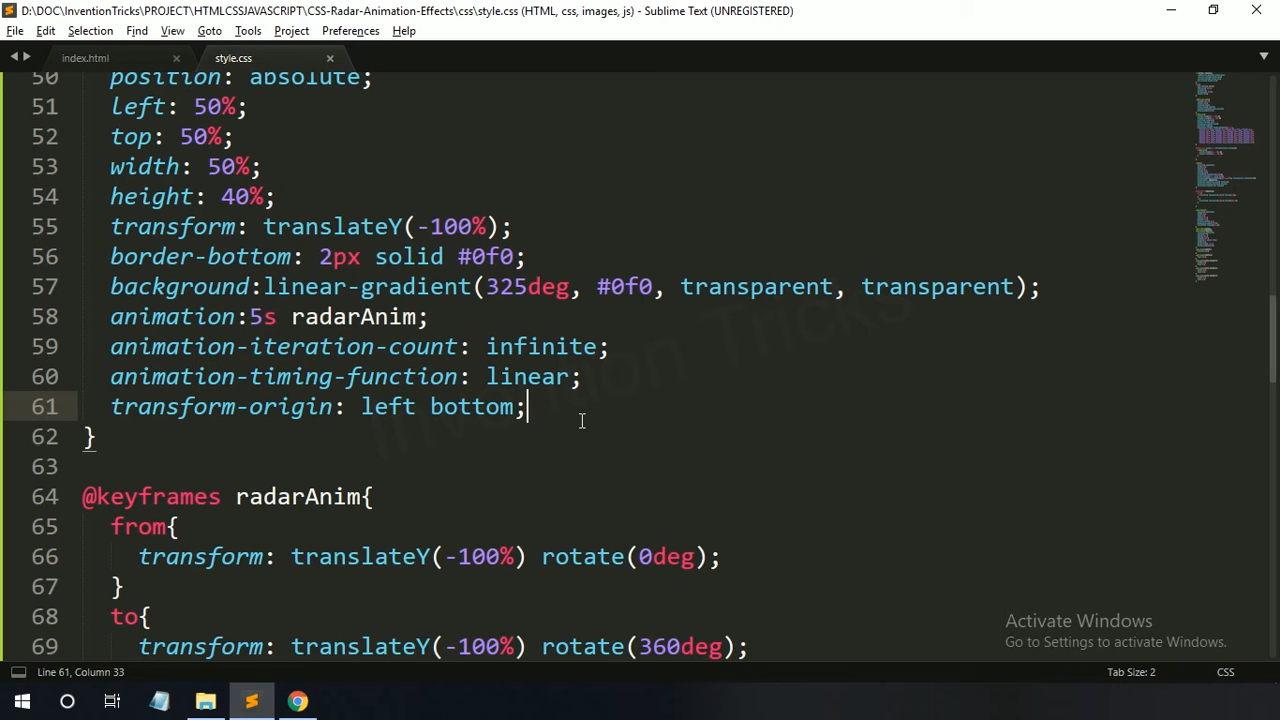 D:\DOC\InventionTricks\PROJECT\HTMLCSSJAVASCRIPT\CSS-Radar-Animation-Effects\css\style.css (HTML, css, images, js) - Sublime Text (UNREGISTERED)
File Edit Selection Find View Goto Tools Project Preferences Help
index.html style.css
50 position: absolute;
51 left: 50%;
52 top: 50%;
53 width: 50%;
54 height: 40%;
55 transform: translateY(-100%);
56 border-bottom: 2px solid #0f0;
57 background:linear-gradient(325deg, #0f0, transparent, transparent);
58 animation:5s radarAnim;
59 animation-iteration-count: infinite;
60 animation-timing-function: linear;
61 transform-origin: left bottom;
62 }
63
64 @keyframes radarAnim{
65 from{
66 transform: translateY(-100%) rotate(0deg);
67 }
68 to{
69 transform: translateY(-100%) rotate(360deg);
Invention Tricks
Activate Windows
Go to Settings to activate Windows.
Line 61, Column 33 Tab Size: 2 CSS